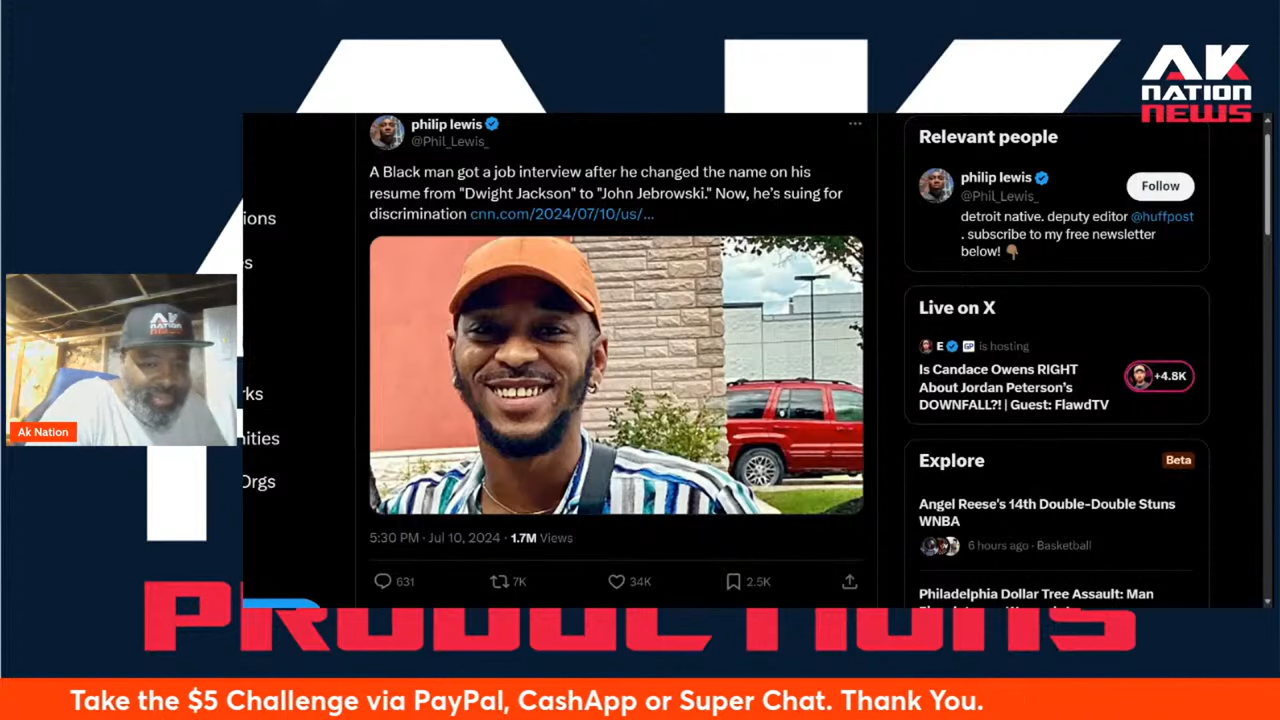 AK
NATION
NEWS
philip lewis
@Phil_Lewis_
A Black man got a job interview after he changed the name on his
resume from "Dwight Jackson" to "John Jebrowski." Now, he's suing for
discrimination cnn.com/2024/07/10/us/...
5:30 PM · Jul 10, 2024 · 1.7M Views
631
7K
34K
2.5K
ions
s
rks
nities
Orgs
Relevant people
philip lewis
@Phil_Lewis_
Follow
detroit native. deputy editor @huffpost
. subscribe to my free newsletter
below!
Live on X
E GP is hosting
Is Candace Owens RIGHT
About Jordan Peterson's
DOWNFALL?! | Guest: FlawdTV
+4.8K
Explore
Beta
Angel Reese's 14th Double-Double Stuns
WNBA
6 hours ago · Basketball
Philadelphia Dollar Tree Assault: Man
AK
NATION
Ak Nation
AK
PRODUCTIONS
Take the $5 Challenge via PayPal, CashApp or Super Chat. Thank You.